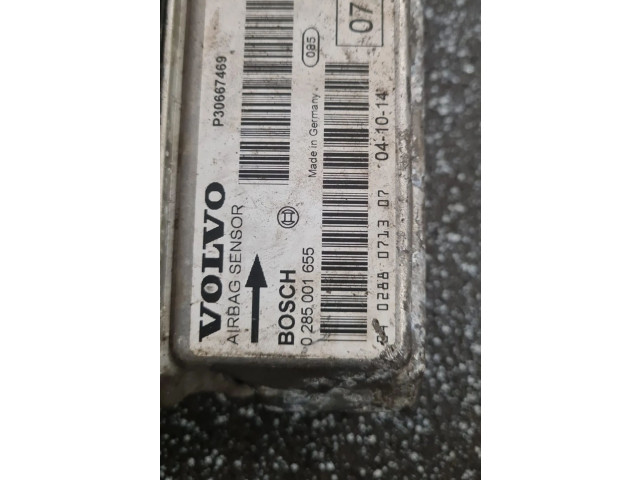 VOLVO
AIRBAG SENSOR
P30667469
BOSCH
0 285 001 655
Made in Germany
085
07
0288 0713 07
04-10-14